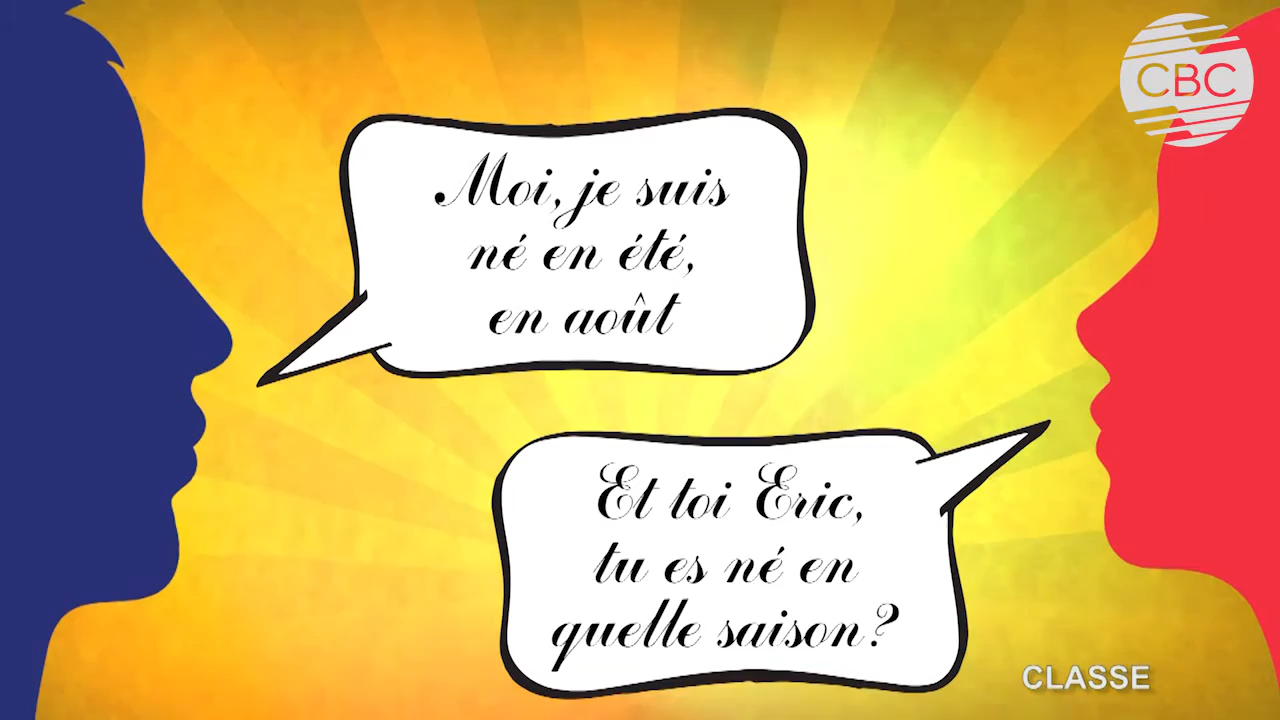 CBC
Moi, je suis
né en été,
en août
Et toi Eric,
tu es né en
quelle saison?
CLASSE